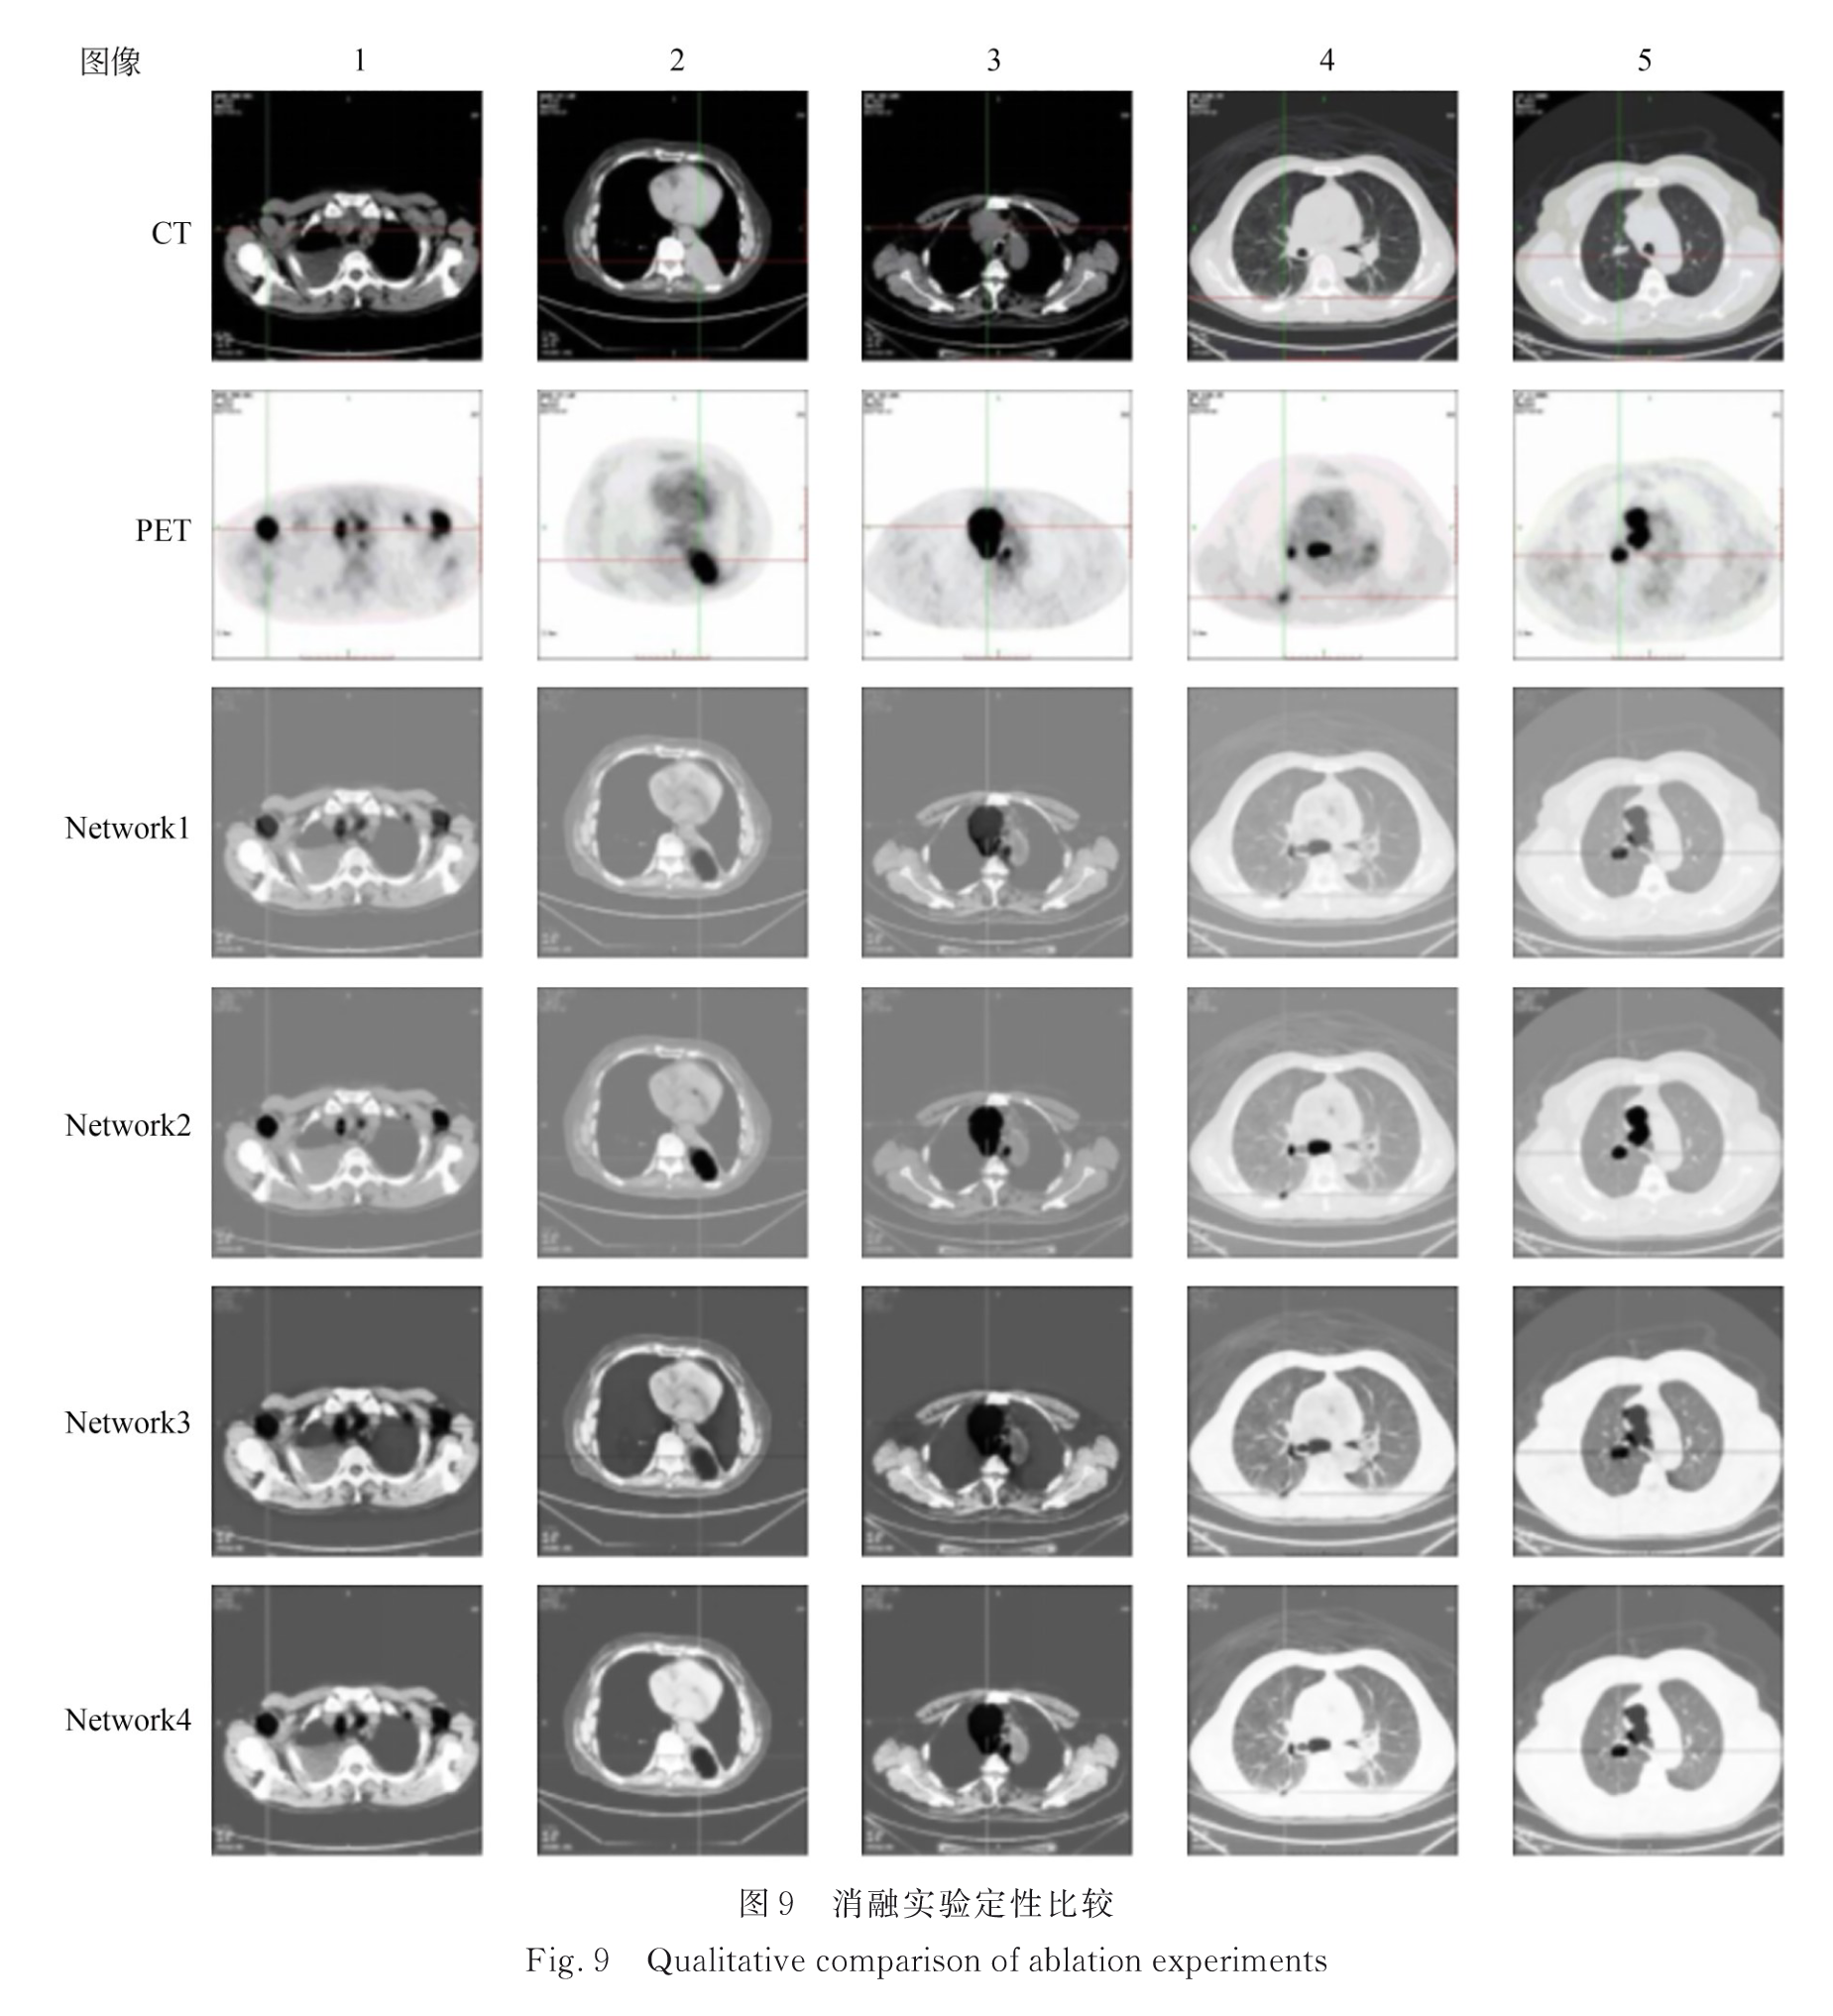 图像 1 2 3 4 5
CT
PET
Network1
Network2
Network3
Network4
图 9 消融实验定性比较
Fig. 9 Qualitative comparison of ablation experiments